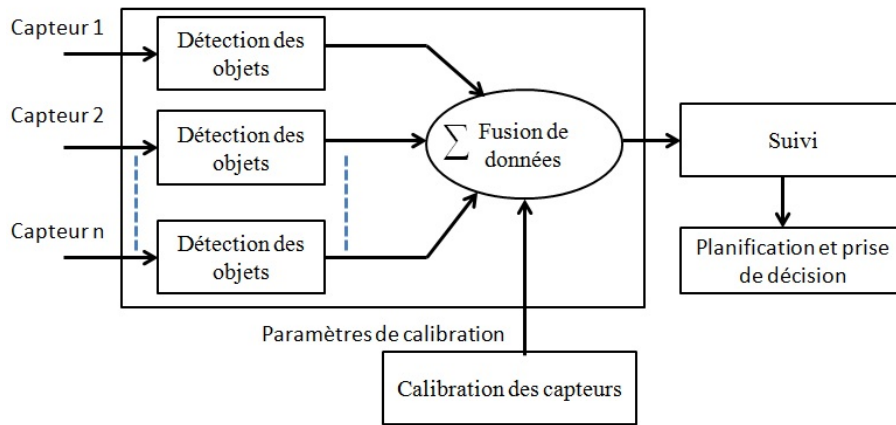 Capteur 1
Détection des
objets
Capteur 2
Détection des
objets
∑ Fusion de
données
Suivi
Capteur n
Détection des
objets
Planification et prise
de décision
Paramètres de calibration
Calibration des capteurs